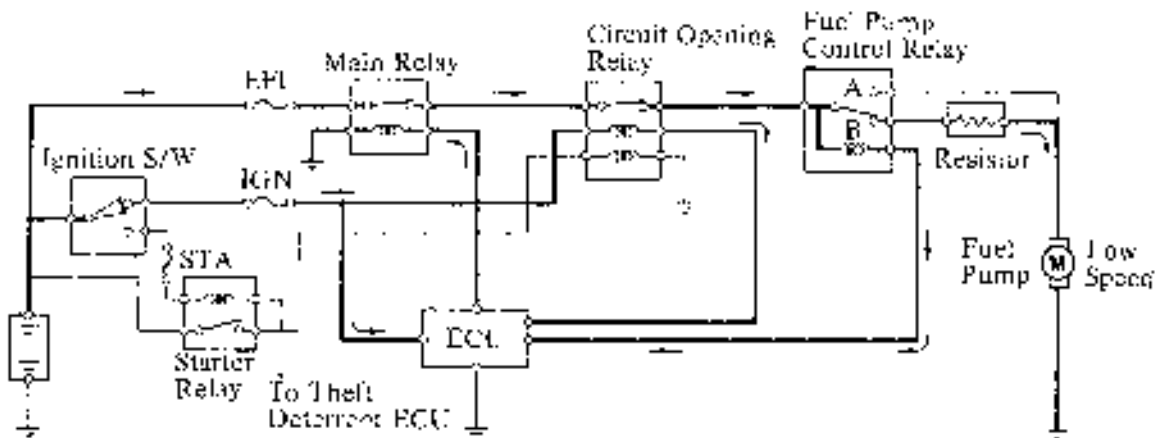 Fuel Pump
Control Relay
Circuit Opening
Relay
Main Relay
EFI
A
B
Ignition S/W
IGN
Resistor
STA
Fuel
Pump
M
Low
Speed
ECU
Starter
Relay
To Theft
Deterrent ECU